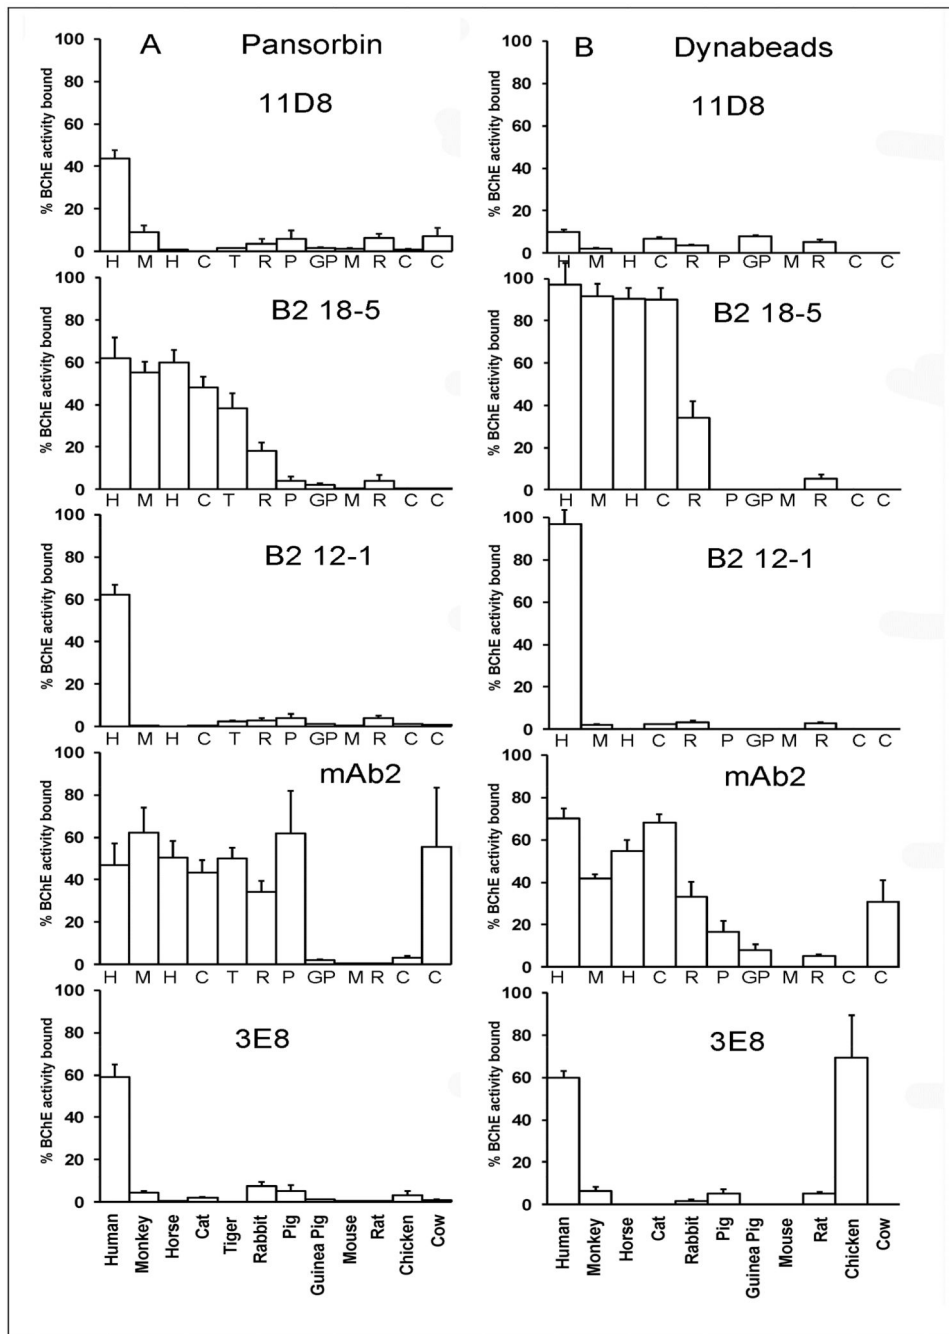 A Pansorbin
11D8
% BChE activity bound
100
80
60
40
20
0
H M H C T R P GP M R C C
B2 18-5
% BChE activity bound
100
80
60
40
20
0
H M H C T R P GP M R C C
B2 12-1
% BChE activity bound
100
80
60
40
20
0
H M H C T R P GP M R C C
mAb2
% BChE activity bound
100
80
60
40
20
0
H M H C T R P GP M R C C
3E8
% BChE activity bound
100
80
60
40
20
0
Human
Monkey
Horse
Cat
Tiger
Rabbit
Pig
Guinea Pig
Mouse
Rat
Chicken
Cow
B Dynabeads
11D8
% BChE activity bound
100
80
60
40
20
0
H M H C R P GP M R C C
B2 18-5
% BChE activity bound
100
80
60
40
20
0
H M H C R P GP M R C C
B2 12-1
% BChE activity bound
100
80
60
40
20
0
H M H C R P GP M R C C
mAb2
% BChE activity bound
100
80
60
40
20
0
H M H C R P GP M R C C
3E8
% BChE activity bound
100
80
60
40
20
0
Human
Monkey
Horse
Cat
Rabbit
Pig
Guinea Pig
Mouse
Rat
Chicken
Cow